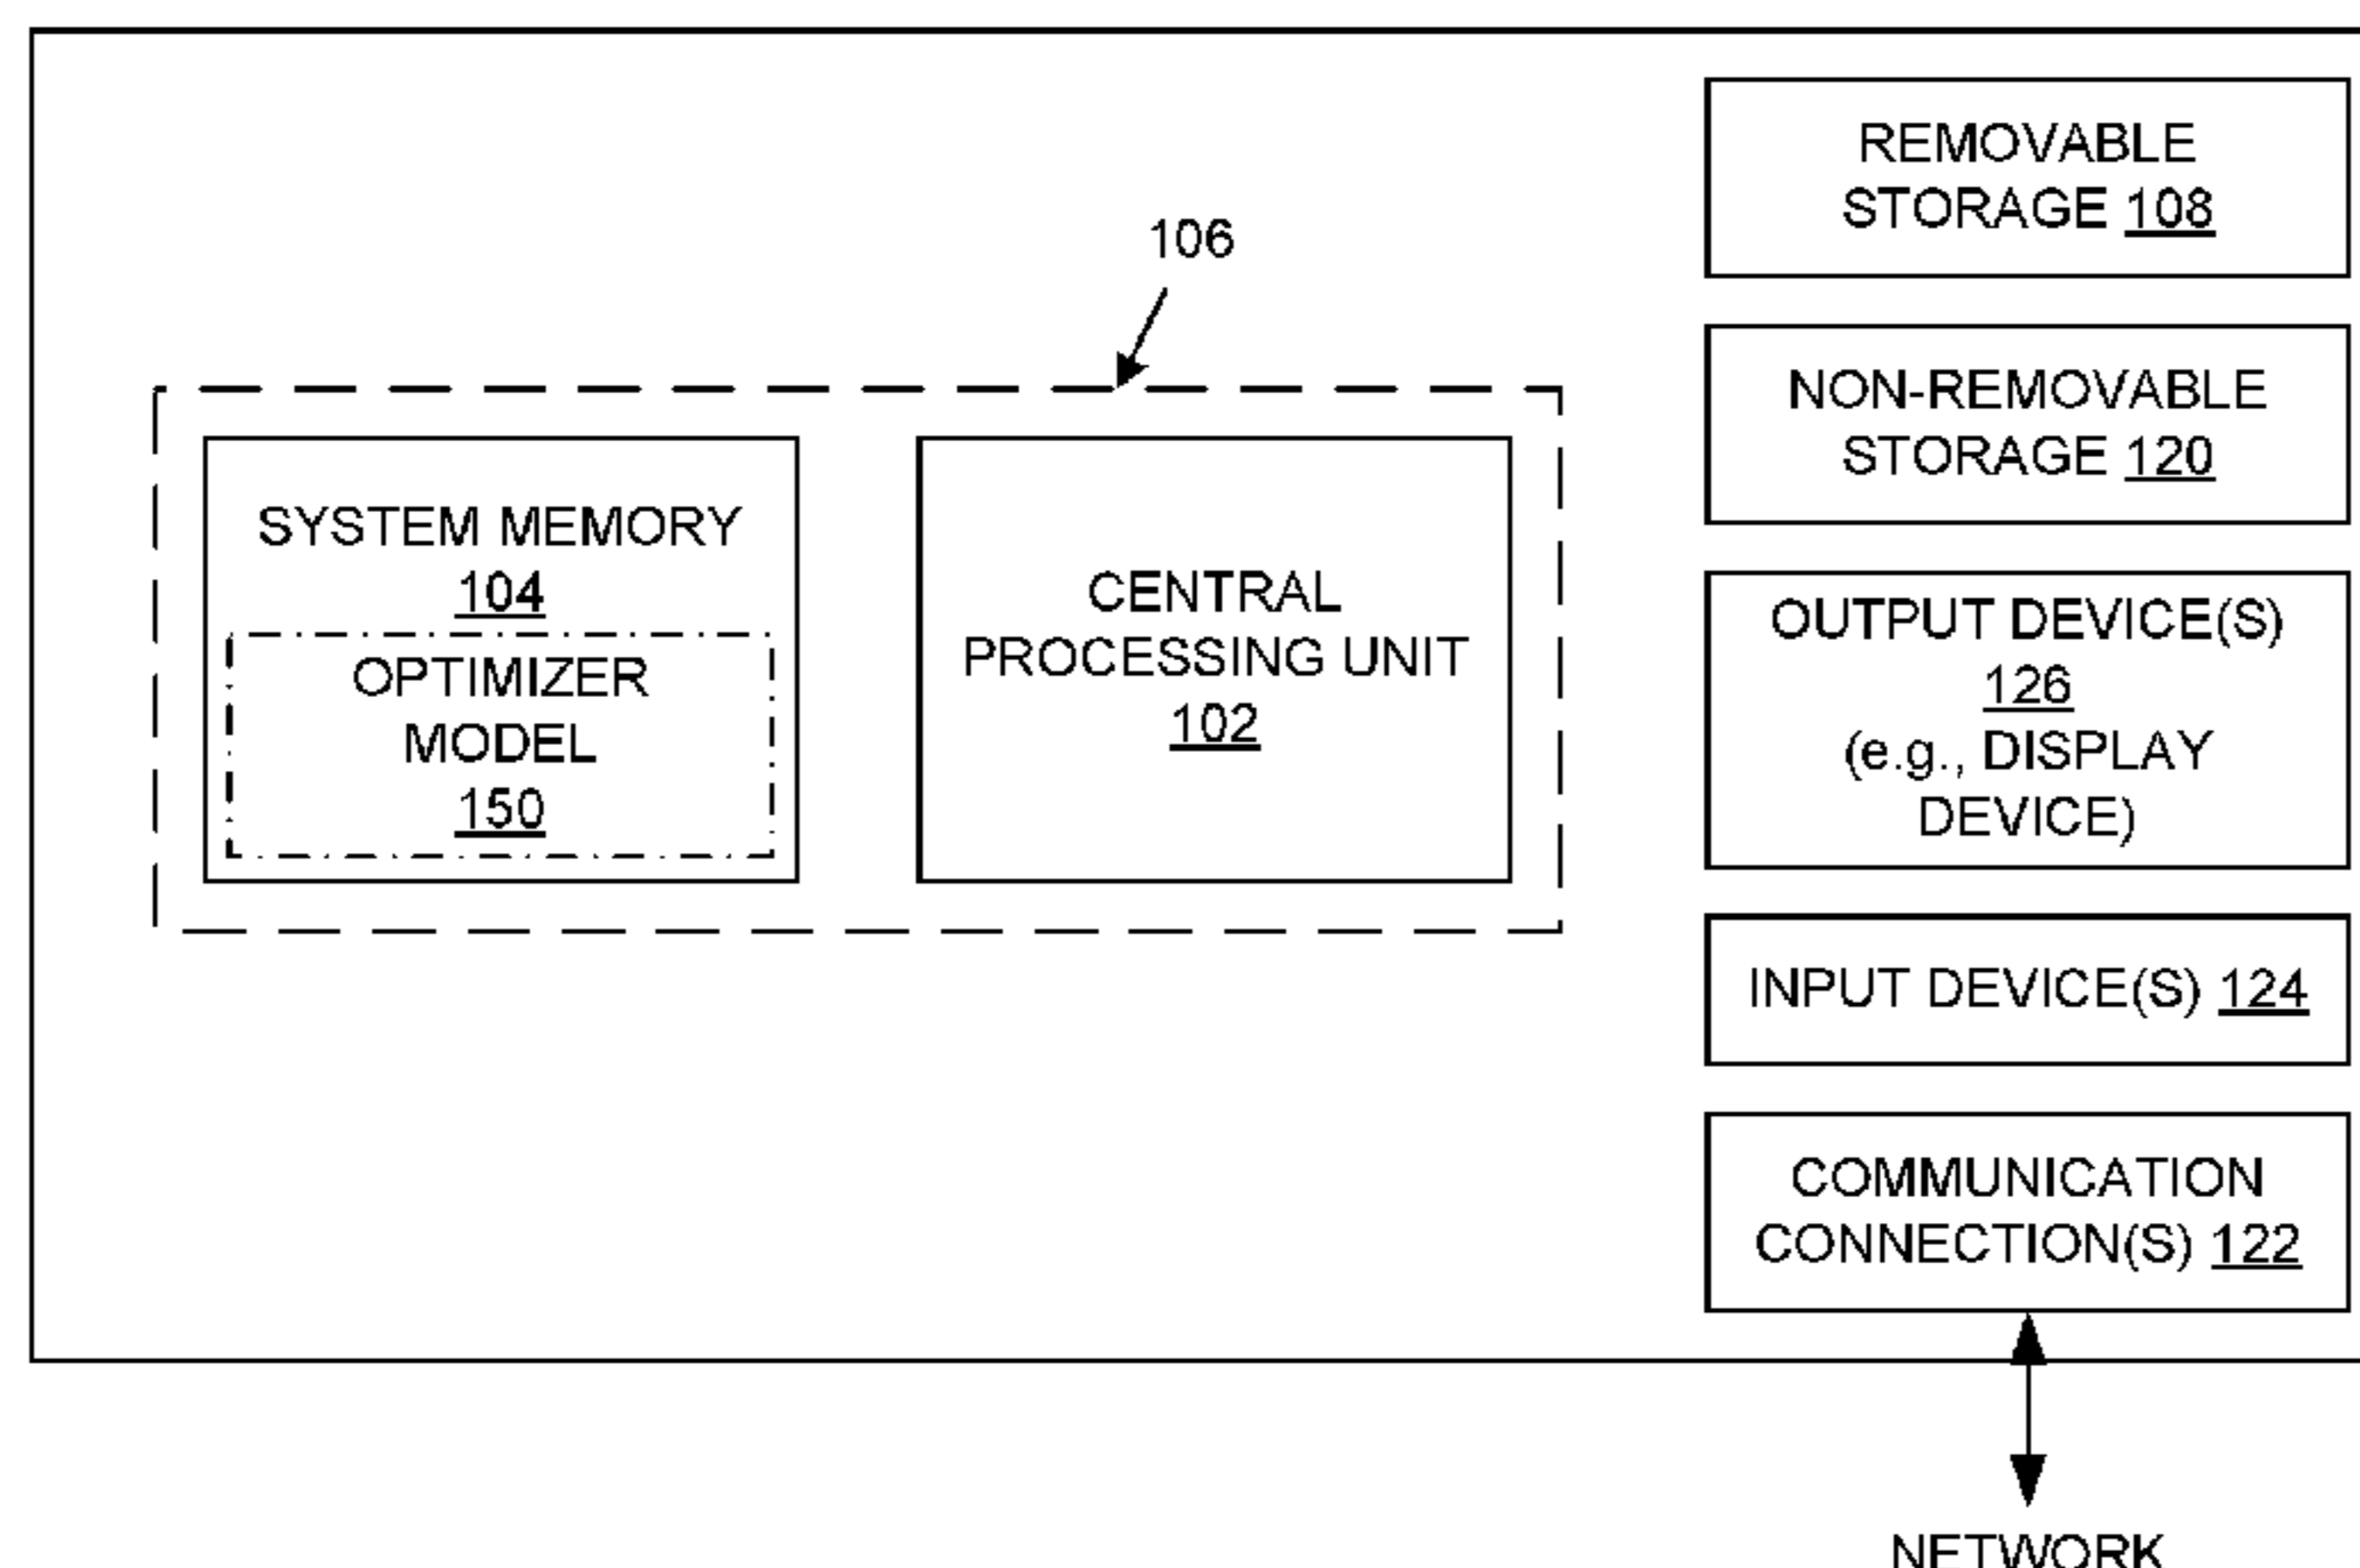 106
SYSTEM MEMORY
104
OPTIMIZER
MODEL
150
CENTRAL
PROCESSING UNIT
102
REMOVABLE
STORAGE 108
NON-REMOVABLE
STORAGE 120
OUTPUT DEVICE(S)
126
(e.g., DISPLAY
DEVICE)
INPUT DEVICE(S) 124
COMMUNICATION
CONNECTION(S) 122
NETWORK